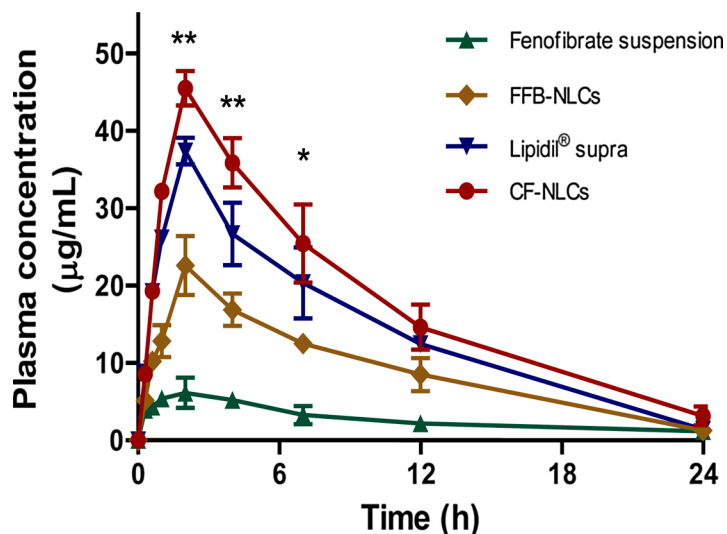 Plasma concentration
(μg/mL)
50
40
30
20
10
0
**
**
*
Fenofibrate suspension
FFB-NLCs
Lipidil® supra
CF-NLCs
0 6 12 18 24
Time (h)